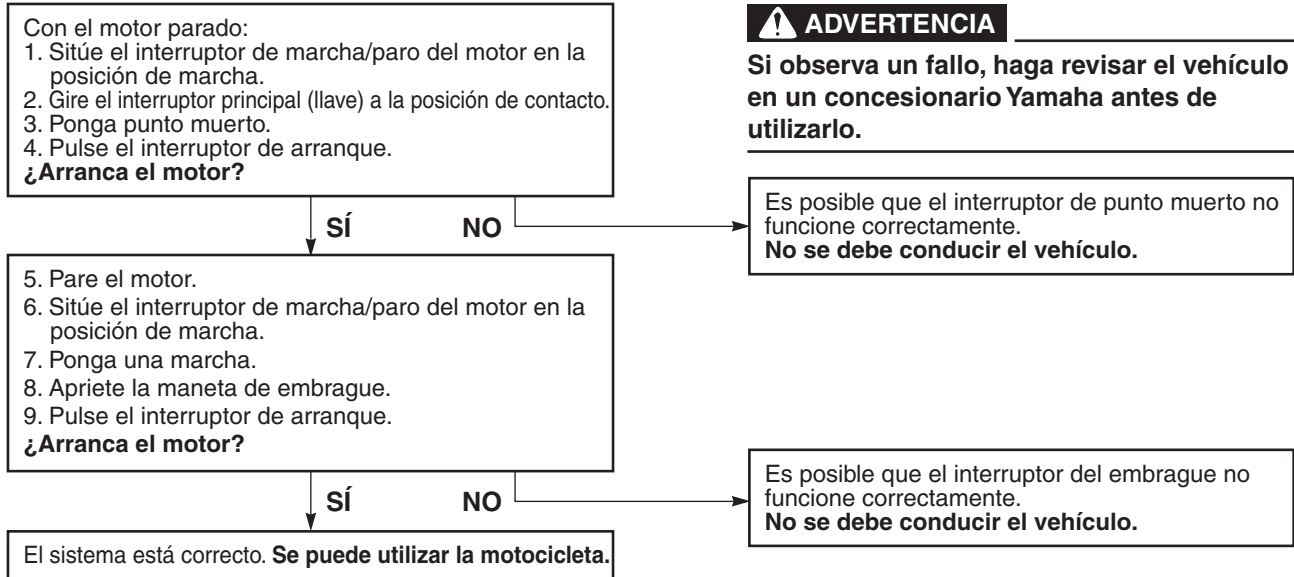 Con el motor parado:
1. Sitúe el interruptor de marcha/paro del motor en la
posición de marcha.
2. Gire el interruptor principal (llave) a la posición de contacto.
3. Ponga punto muerto.
4. Pulse el interruptor de arranque.
¿Arranca el motor?
ADVERTENCIA
Si observa un fallo, haga revisar el vehículo
en un concesionario Yamaha antes de
utilizarlo.
SÍ NO
Es posible que el interruptor de punto muerto no
funcione correctamente.
No se debe conducir el vehículo.
5. Pare el motor.
6. Sitúe el interruptor de marcha/paro del motor en la
posición de marcha.
7. Ponga una marcha.
8. Apriete la maneta de embrague.
9. Pulse el interruptor de arranque.
¿Arranca el motor?
SÍ NO
Es posible que el interruptor del embrague no
funcione correctamente.
No se debe conducir el vehículo.
El sistema está correcto. Se puede utilizar la motocicleta.